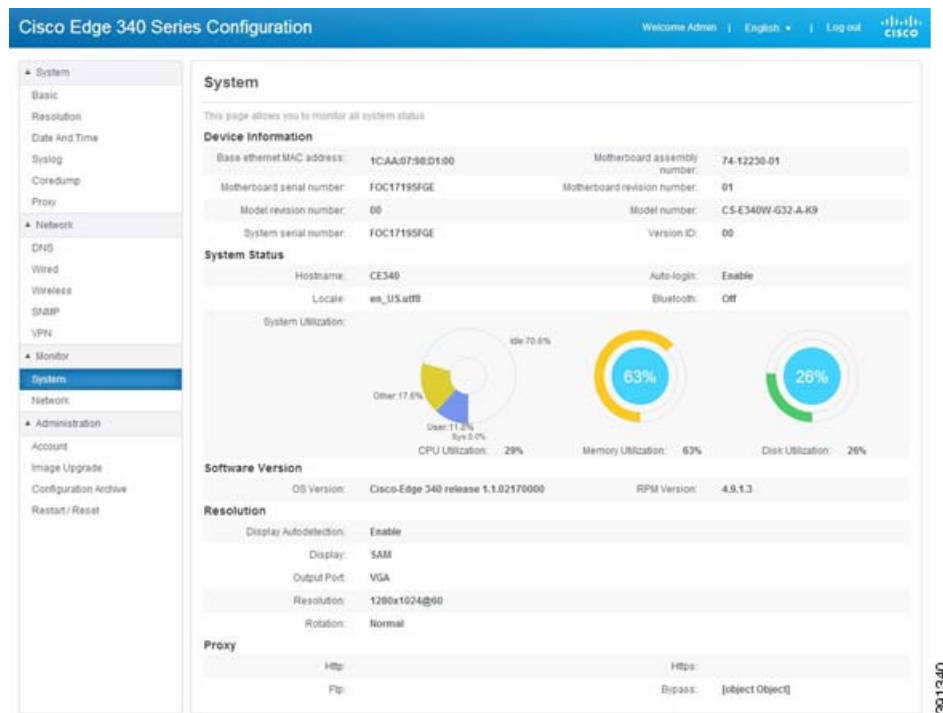 Cisco Edge 340 Series Configuration
Welcome Admin | English | Log out
CISCO
System
Basic
Resolution
Date And Time
Syslog
Coredump
Proxy
Network
DNS
Wired
Wireless
SNMP
VPN
Monitor
System
Network
Administration
Account
Image Upgrade
Configuration Archive
Restart / Reset
System
This page allows you to monitor all system status
Device Information
Base ethernet MAC address: 1C:AA:07:98:D1:00 Motherboard assembly number: 74-12230-01
Motherboard serial number: FOC17195FGE Motherboard revision number: 01
Model revision number: 00 Model number: CS-E340W-G32-A-K9
System serial number: FOC17195FGE Version ID: 00
System Status
Hostname: CE340 Auto-login: Enable
Locale: en_US.utf8 Bluetooth: Off
System Utilization:
Idle:70.6%
Other:17.6%
User:11.8%
Sys:0.0%
63%
26%
CPU Utilization: 29% Memory Utilization: 63% Disk Utilization: 26%
Software Version
OS Version: Cisco-Edge 340 release 1.1.02170000 RPM Version: 4.9.1.3
Resolution
Display Autodetection: Enable
Display: SAM
Output Port: VGA
Resolution: 1280x1024@60
Rotation: Normal
Proxy
Http: Https:
Ftp: Bypass: [object Object]
391340